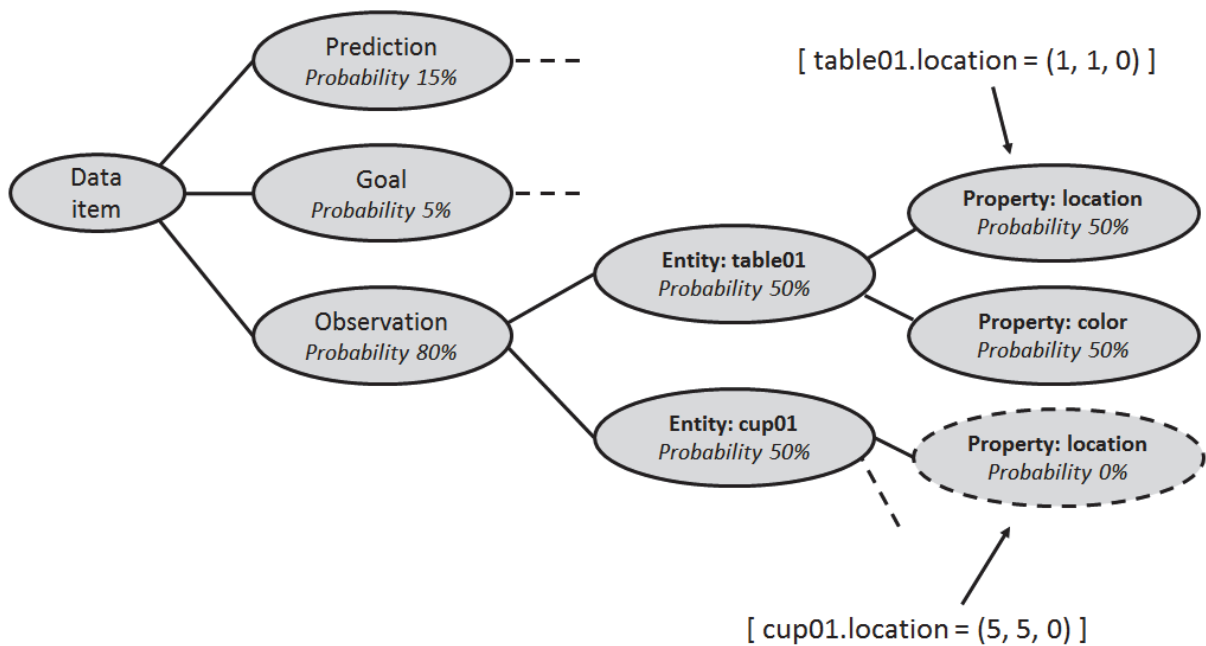 Prediction
Probability 15%
[ table01.location = (1, 1, 0) ]
Data
item
Goal
Probability 5%
Property: location
Probability 50%
Entity: table01
Probability 50%
Observation
Probability 80%
Property: color
Probability 50%
Entity: cup01
Probability 50%
Property: location
Probability 0%
[ cup01.location = (5, 5, 0) ]